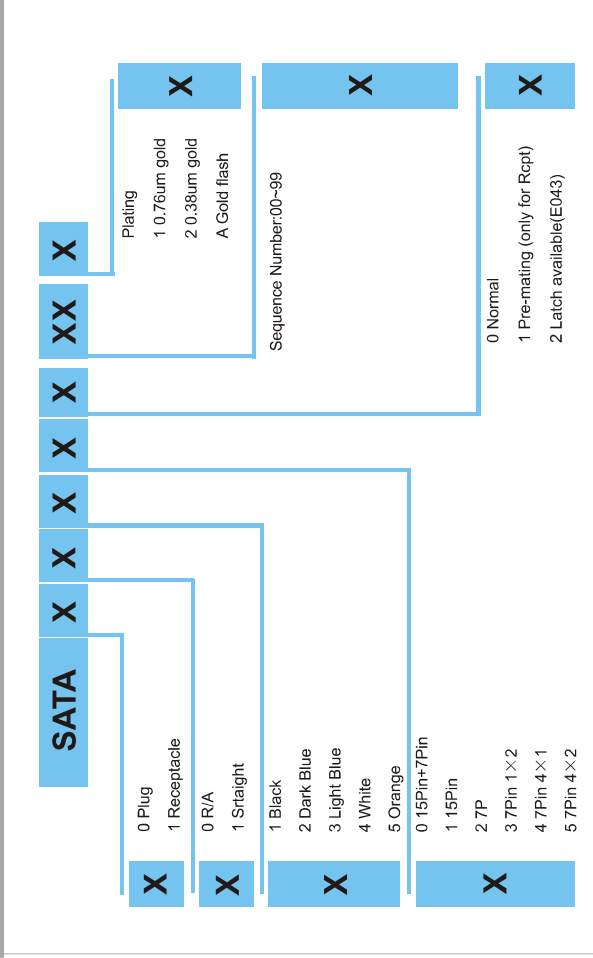 SATA X X X X X XX X
X
0 Plug
1 Receptacle
X
0 R/A
1 Srtaight
X
1 Black
2 Dark Blue
3 Light Blue
4 White
5 Orange
X
0 15Pin+7Pin
1 15Pin
2 7P
3 7Pin 1×2
4 7Pin 4×1
5 7Pin 4×2
Plating
1 0.76um gold
2 0.38um gold
A Gold flash
X
Sequence Number:00~99
X
0 Normal
1 Pre-mating (only for Rcpt)
2 Latch available(E043)
X